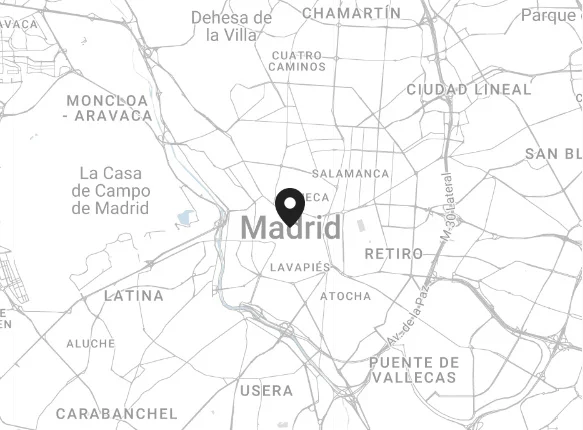 Dehesa de
la Villa
CHAMARTÍN
Parque
ARAVACA
CUATRO
CAMINOS
CIUDAD LINEAL
MONCLOA
- ARAVACA
SAN BL
La Casa
de Campo
de Madrid
SALAMANCA
ECA
M-30 Lateral
Madrid
RETIRO
LAVAPIÉS
LATINA
ATOCHA
Av. de la Paz
E
EN
ALUCHE
PUENTE DE
VALLECAS
USERA
CARABANCHEL